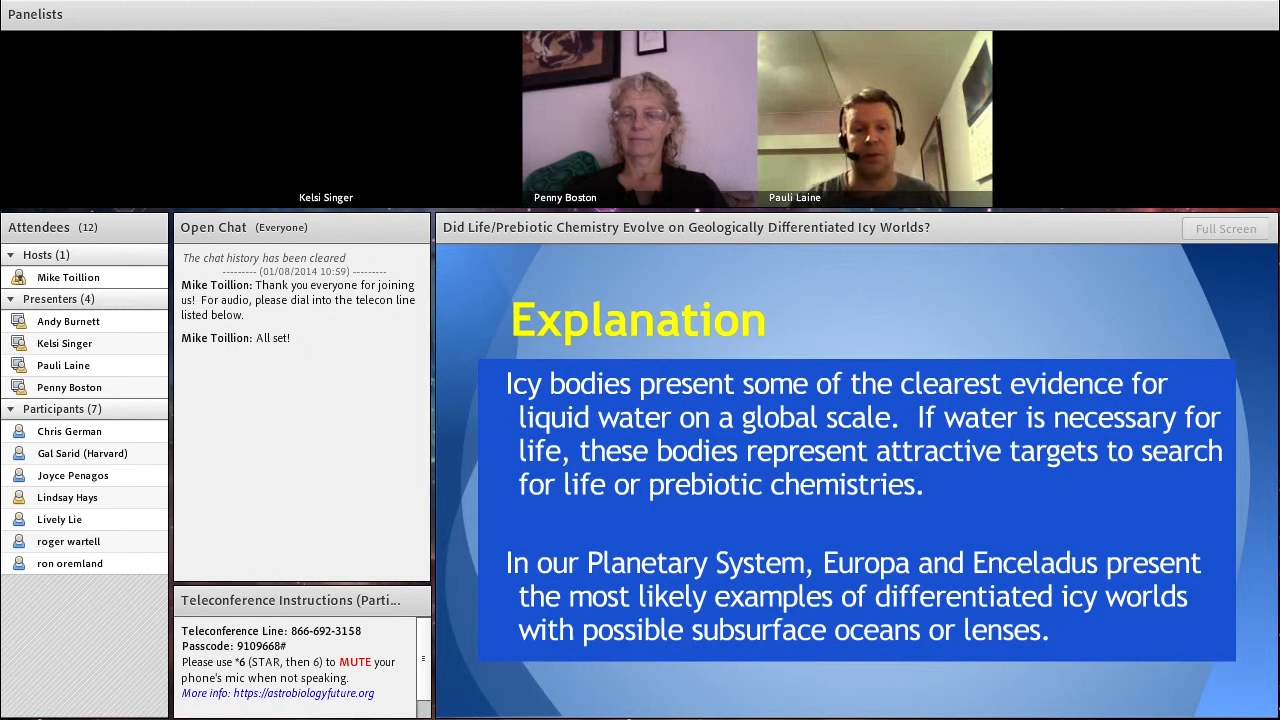 Panelists
Kelsi Singer
Penny Boston
Pauli Laine
Attendees (12)
Hosts (1)
Mike Toillion
Presenters (4)
Andy Burnett
Kelsi Singer
Pauli Laine
Penny Boston
Participants (7)
Chris German
Gal Sarid (Harvard)
Joyce Penagos
Lindsay Hays
Lively Lie
roger wartell
ron oremland
Open Chat (Everyone)
The chat history has been cleared
--------- (01/08/2014 10:59) ---------
Mike Toillion: Thank you everyone for joining
us! For audio, please dial into the telecon line
listed below.
Mike Toillion: All set!
Teleconference Instructions (Parti...
Teleconference Line: 866-692-3158
Passcode: 9109668#
Please use *6 (STAR, then 6) to MUTE your
phone's mic when not speaking.
More info: https://astrobiologyfuture.org
Did Life/Prebiotic Chemistry Evolve on Geologically Differentiated Icy Worlds?
Full Screen
Explanation
Icy bodies present some of the clearest evidence for
liquid water on a global scale.  If water is necessary for
life, these bodies represent attractive targets to search
for life or prebiotic chemistries.
In our Planetary System, Europa and Enceladus present
the most likely examples of differentiated icy worlds
with possible subsurface oceans or lenses.